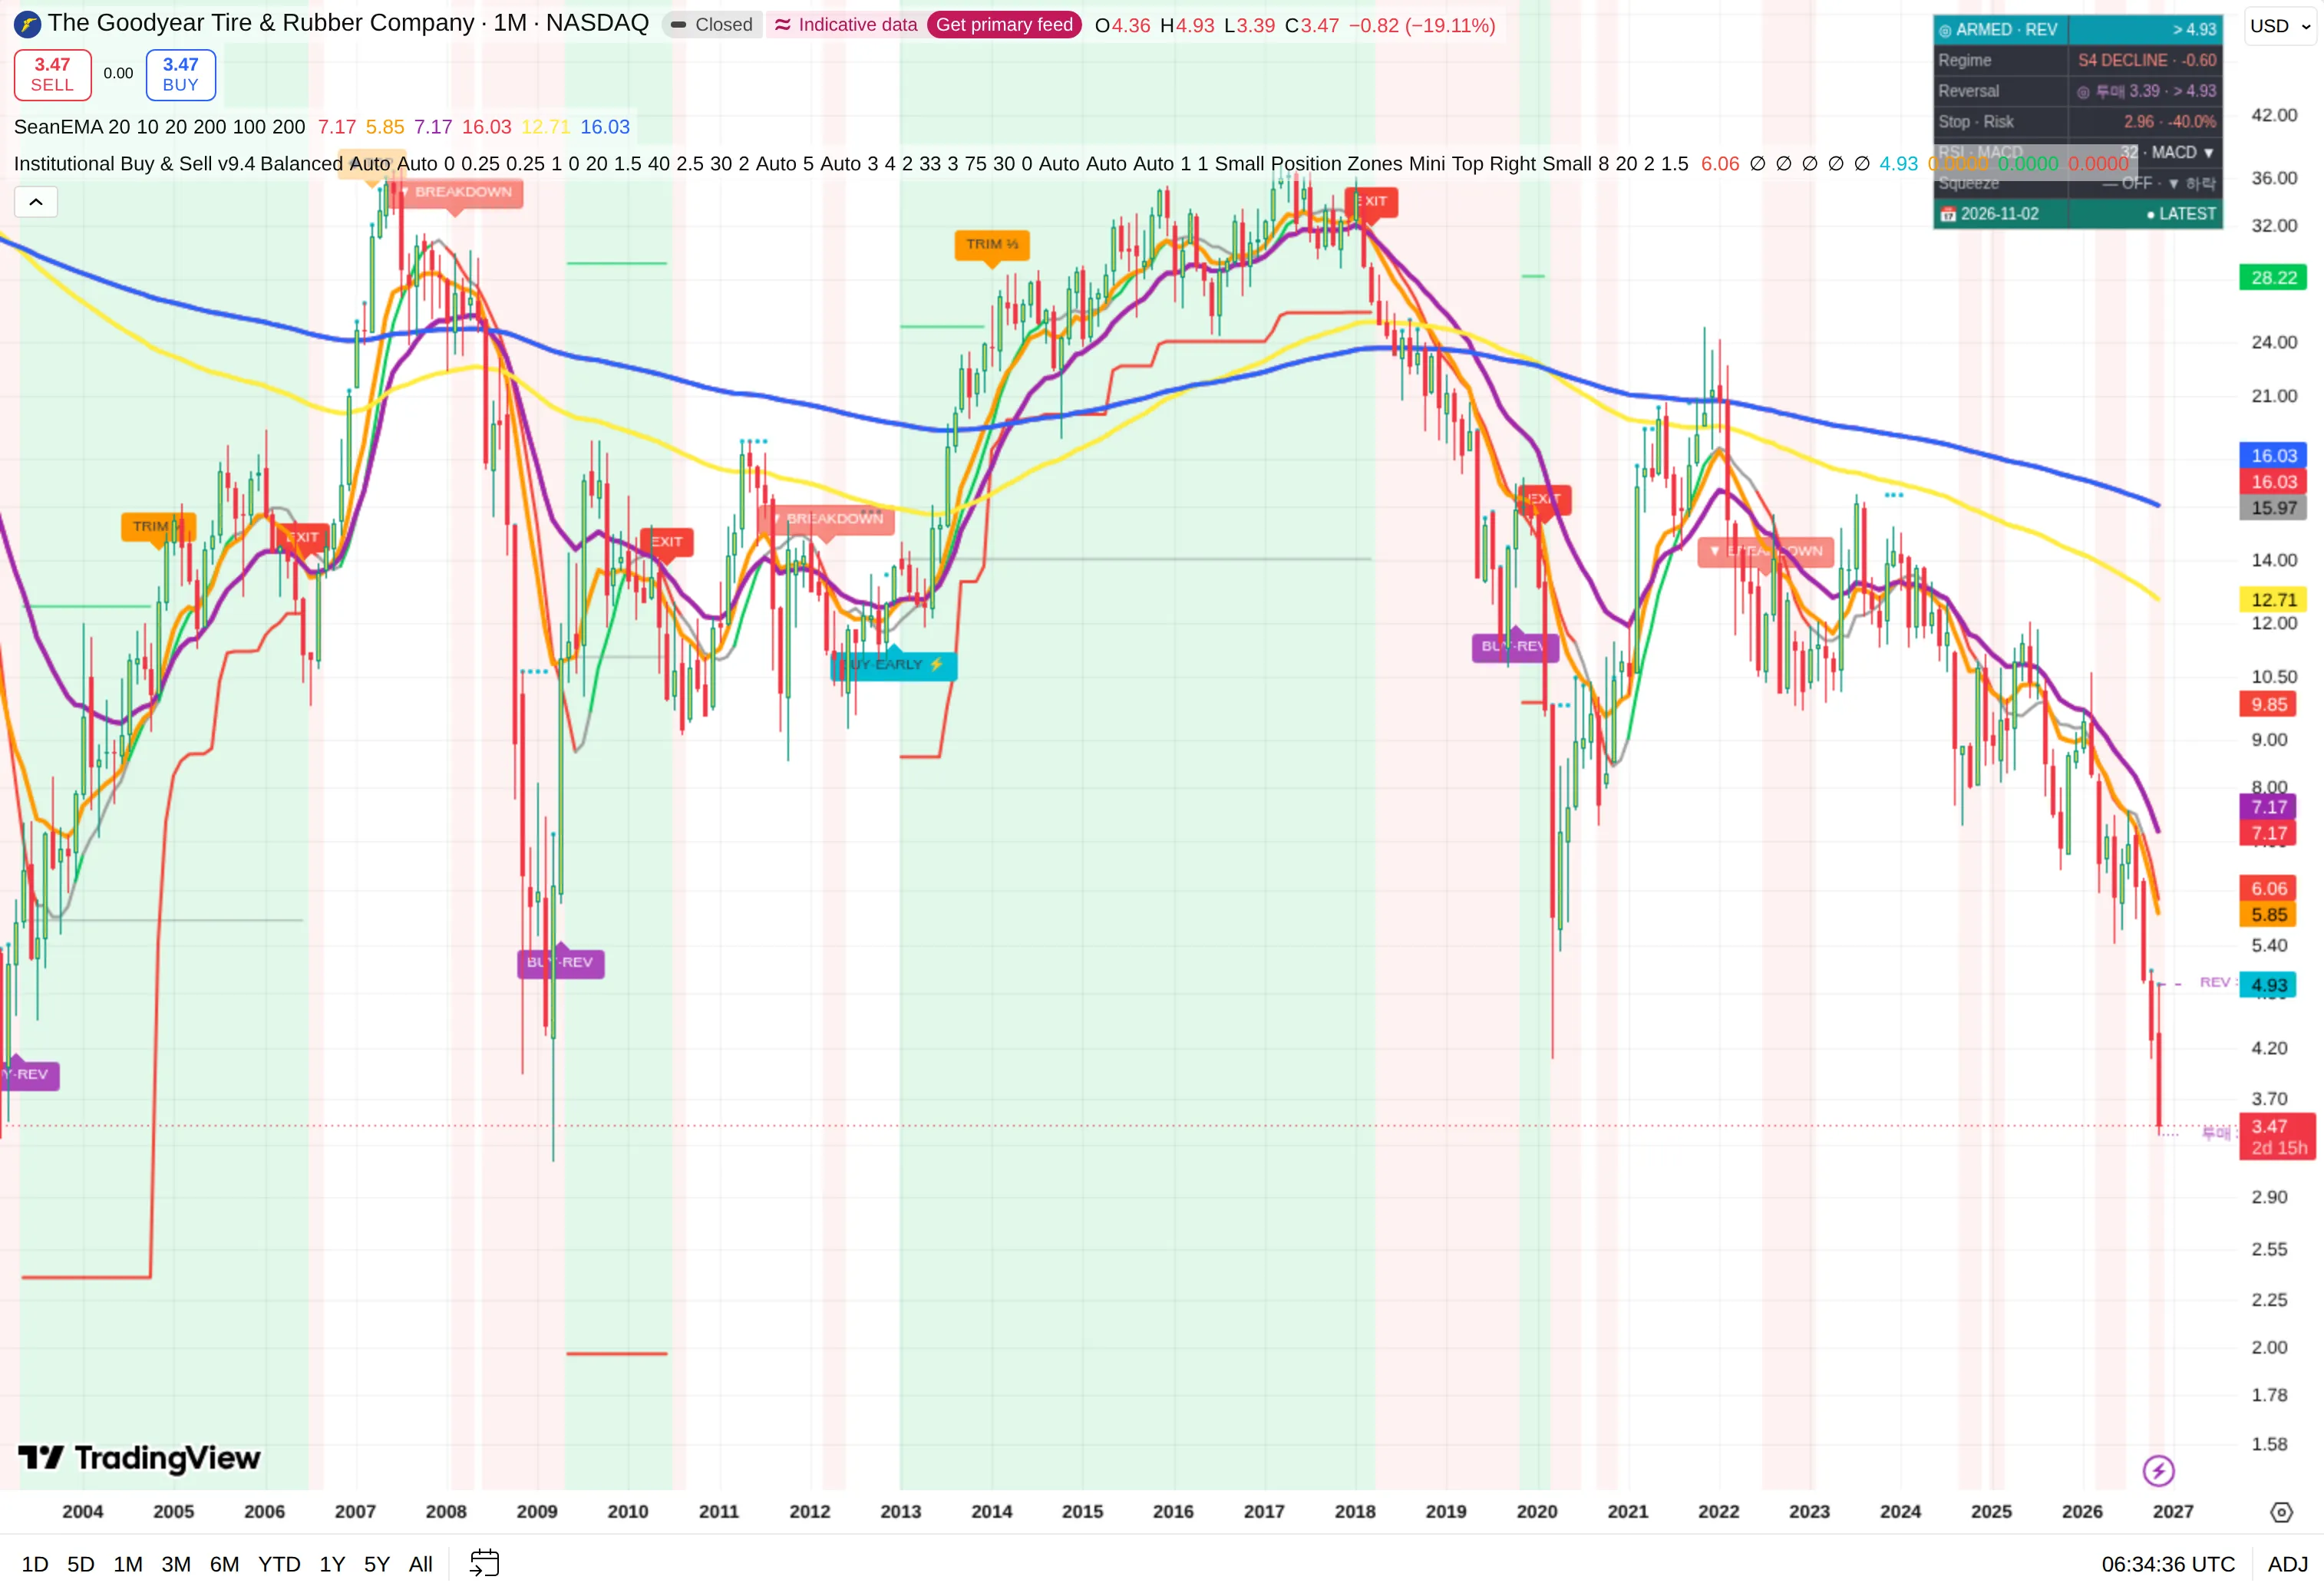 The Goodyear Tire & Rubber Company · 1M · NASDAQ Closed Indicative data Get primary feed O4.36 H4.93 L3.39 C3.47 −0.82 (−19.11%)
3.47 SELL 0.00 3.47 BUY
SeanEMA 20 10 20 200 100 200 7.17 5.85 7.17 16.03 12.71 16.03
Institutional Buy & Sell v9.4 Balanced Auto Auto 0 0.25 0.25 1 0 20 1.5 40 2.5 30 2 Auto 5 Auto 3 4 2 33 3 75 30 0 Auto Auto Auto 1 1 Small Position Zones Mini Top Right Small 8 20 2 1.5 6.06 ∅ ∅ ∅ ∅ ∅ 4.93 0.0000 0.0000 0.0000
◎ ARMED · REV > 4.93
Regime S4 DECLINE · -0.60
Reversal ◎ 투매 3.39 · > 4.93
Stop · Risk 2.96 · -40.0%
RSI · MACD 32 · MACD ▼
Squeeze — OFF · ▼ 하락
2026-11-02 ● LATEST
USD
42.00
36.00
32.00
28.22
24.00
21.00
16.03
16.03
15.97
14.00
12.71
12.00
10.50
9.85
9.00
8.00
7.17
7.17
6.06
5.85
5.40
REV : 4.93
4.20
3.70
투매 : 3.47
2d 15h
2.90
2.55
2.25
2.00
1.78
1.58
▼ BREAKDOWN
EXIT
TRIM ⅓
TRIM
EXIT
EXIT
▼ BREAKDOWN
BUY-EARLY ⚡
EXIT
▼ BREAKDOWN
BUY-REV
BUY-REV
Y-REV
TradingView
2004 2005 2006 2007 2008 2009 2010 2011 2012 2013 2014 2015 2016 2017 2018 2019 2020 2021 2022 2023 2024 2025 2026 2027
1D 5D 1M 3M 6M YTD 1Y 5Y All 06:34:36 UTC ADJ